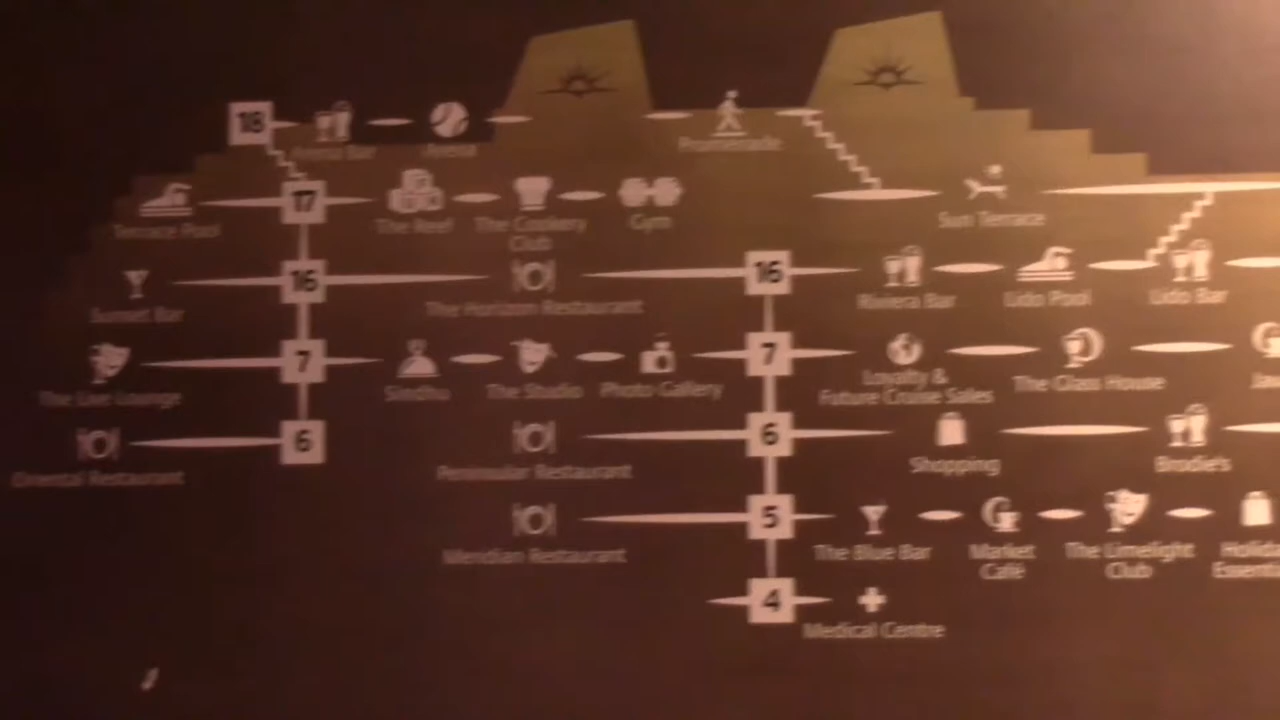 18
Arena Bar
Arena
Promenade
Terrace Pool
17
The Reef
The Cookery
Club
Gym
Sun Terrace
Sunset Bar
16
The Horizon Restaurant
16
Riviera Bar
Lido Pool
Lido Bar
The Live Lounge
7
Sindhu
The Studio
Photo Gallery
7
Loyalty &
Future Cruise Sales
The Glass House
Oriental Restaurant
6
Peninsular Restaurant
6
Shopping
Brodie's
Meridian Restaurant
5
The Blue Bar
Market
Café
The Limelight
Club
4
Medical Centre